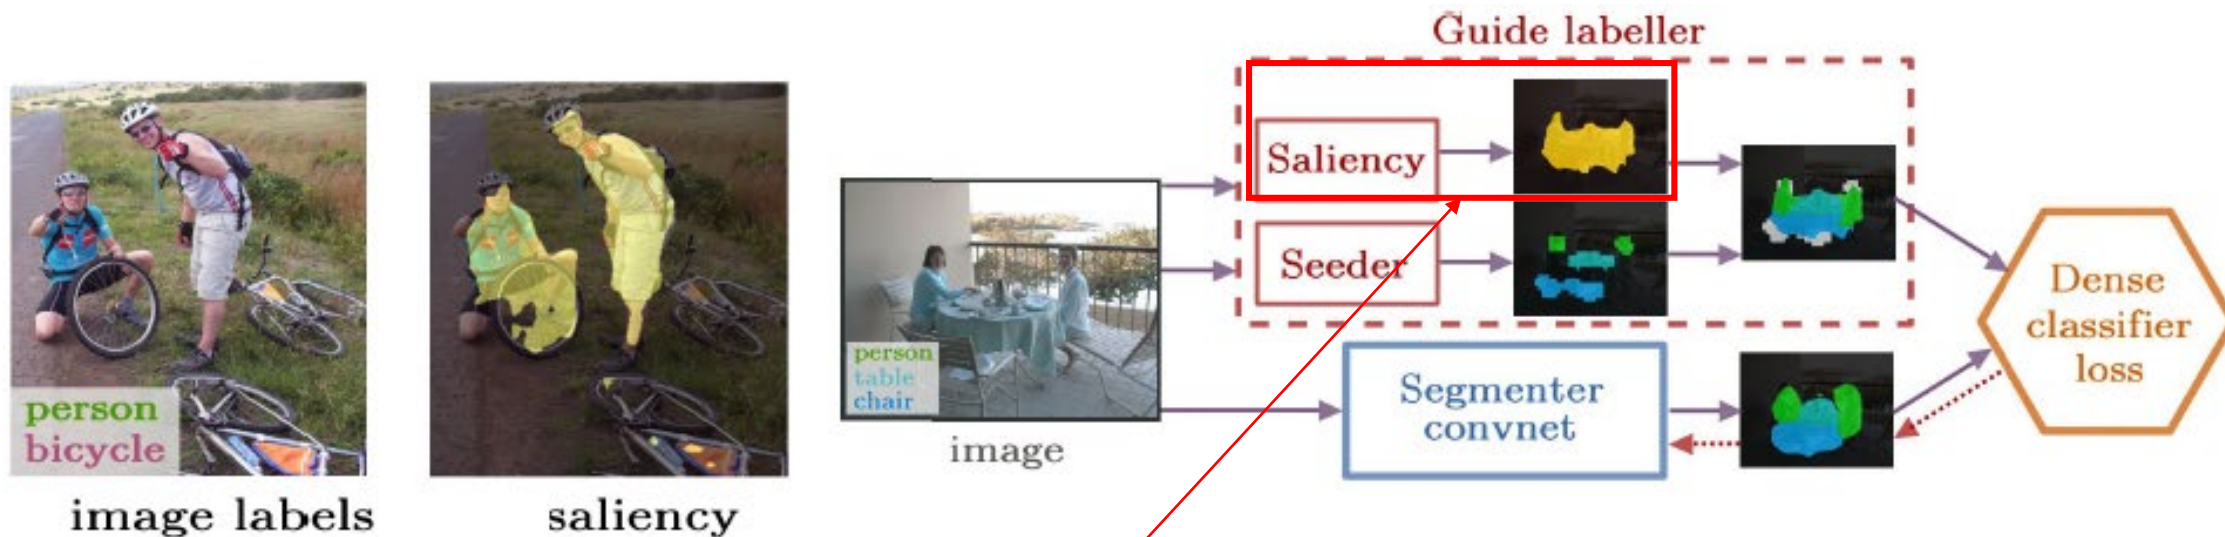 Guide labeller
person
bicycle
image labels
saliency
person
table
chair
image
Saliency
Seeder
Segmenter
convnet
Dense
classifier
loss